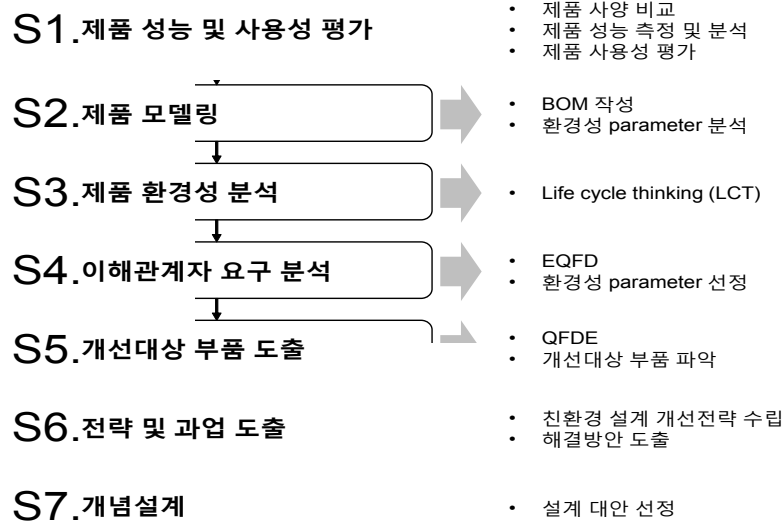 S1.제품 성능 및 사용성 평가
• 제품 사양 비교
• 제품 성능 측정 및 분석
• 제품 사용성 평가
S2.제품 모델링
• BOM 작성
• 환경성 parameter 분석
S3.제품 환경성 분석
• Life cycle thinking (LCT)
S4.이해관계자 요구 분석
• EQFD
• 환경성 parameter 선정
S5.개선대상 부품 도출
• QFDE
• 개선대상 부품 파악
S6.전략 및 과업 도출
• 친환경 설계 개선전략 수립
• 해결방안 도출
S7.개념설계
• 설계 대안 선정